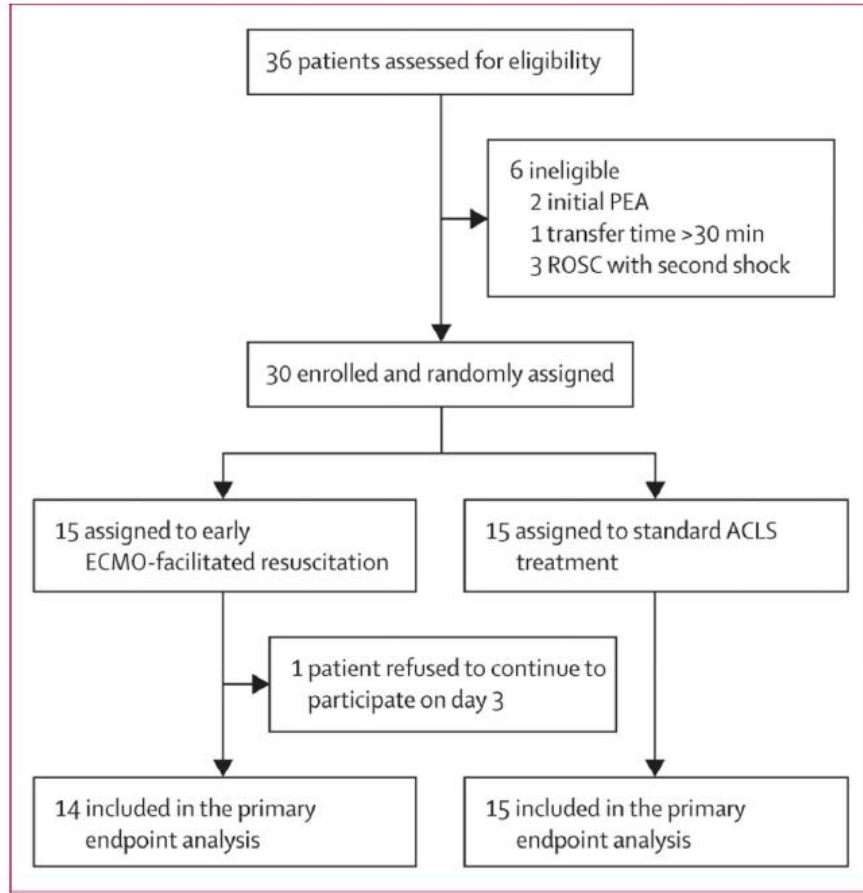 36 patients assessed for eligibility
6 ineligible
2 initial PEA
1 transfer time >30 min
3 ROSC with second shock
30 enrolled and randomly assigned
15 assigned to early
ECMO-facilitated resuscitation
15 assigned to standard ACLS
treatment
1 patient refused to continue to
participate on day 3
14 included in the primary
endpoint analysis
15 included in the primary
endpoint analysis